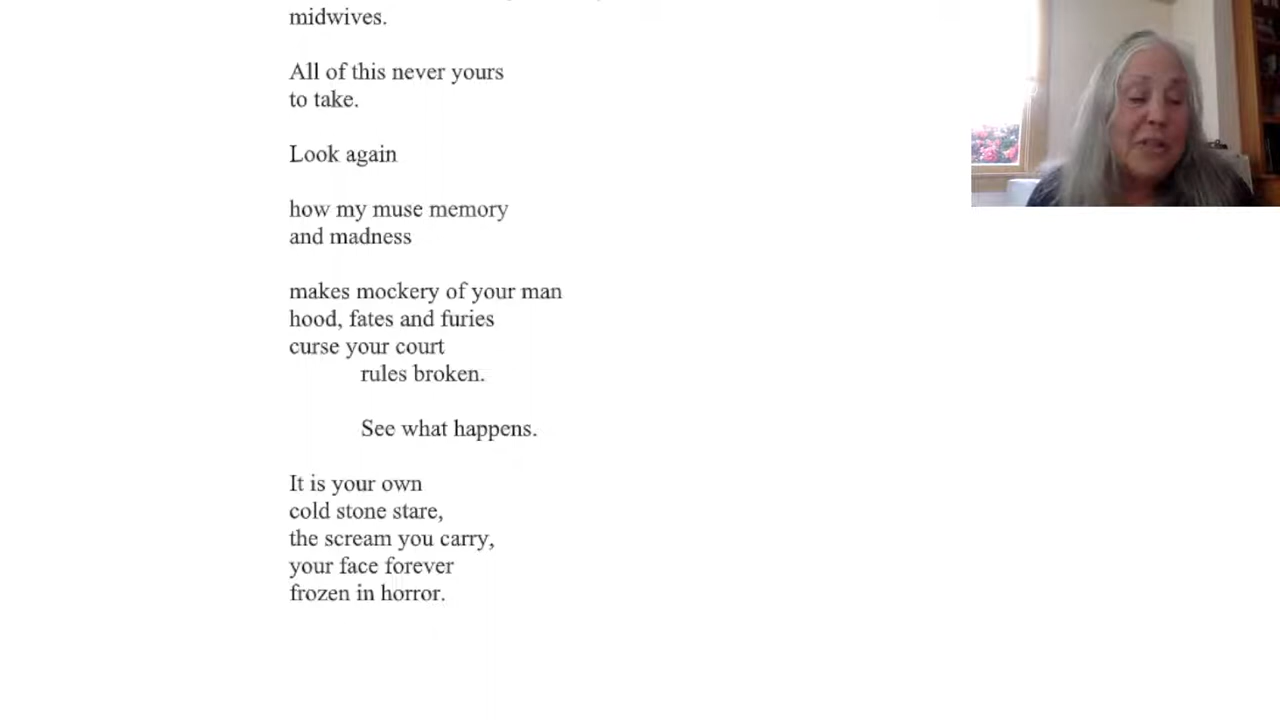 midwives.
All of this never yours
to take.
Look again
how my muse memory
and madness
makes mockery of your man
hood, fates and furies
curse your court
rules broken.
See what happens.
It is your own
cold stone stare,
the scream you carry,
your face forever
frozen in horror.